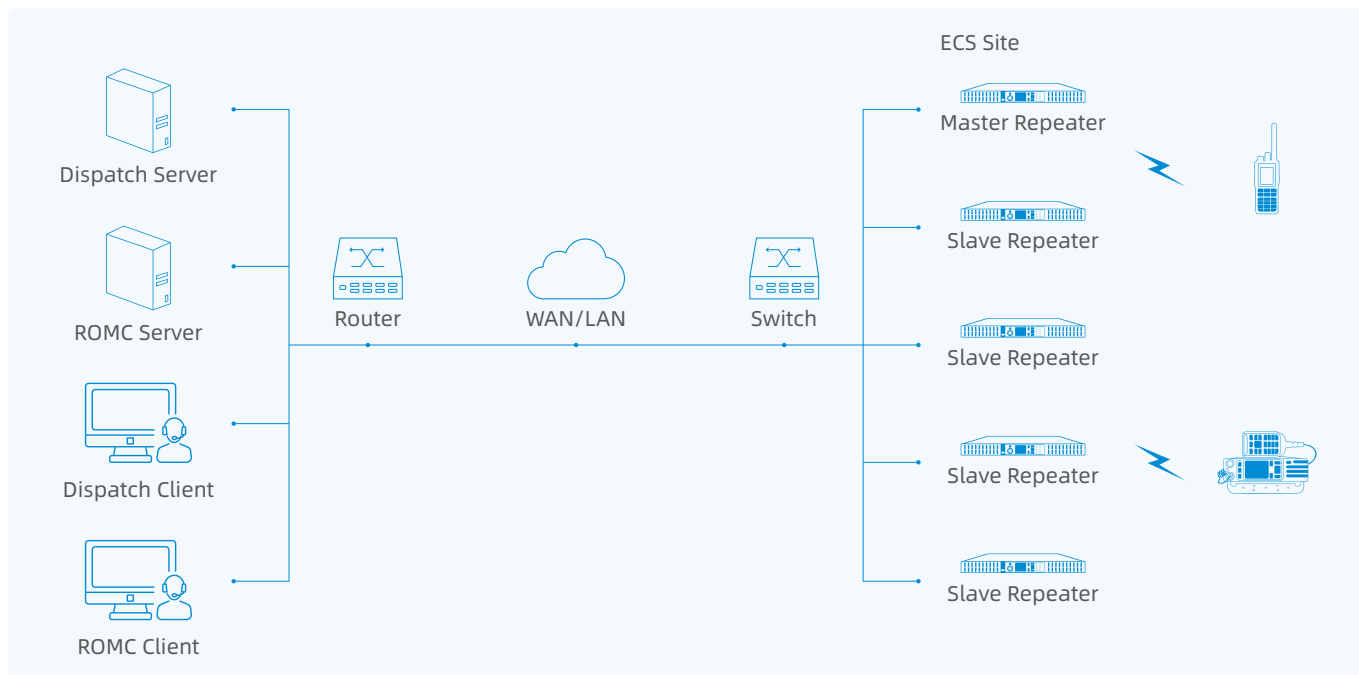 Dispatch Server
ROMC Server
Dispatch Client
ROMC Client
Router
WAN/LAN
Switch
ECS Site
Master Repeater
Slave Repeater
Slave Repeater
Slave Repeater
Slave Repeater